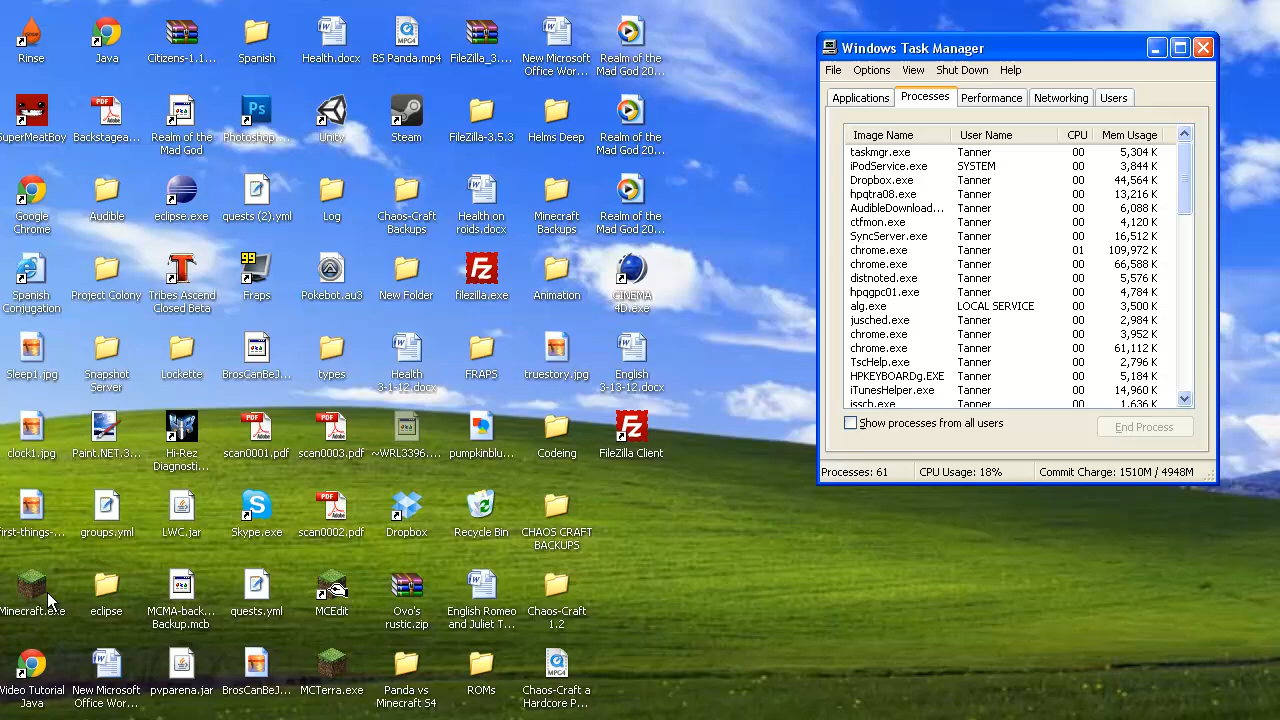 Rinse
Java
Citizens-1.1...
Spanish
Health.docx
BS Panda.mp4
FileZilla_3....
New Microsoft
Office Wor...
Realm of the
Mad God 20...
SuperMeatBoy
Backstagea...
Realm of the
Mad God
Photoshop....
Unity
Steam
FileZilla-3.5.3
Helms Deep
Realm of the
Mad God 20...
Google
Chrome
Audible
eclipse.exe
quests (2).yml
Log
Chaos-Craft
Backups
Health on
roids.docx
Minecraft
Backups
Realm of the
Mad God 20...
Spanish
Conjugation
Project Colony
Tribes Ascend
Closed Beta
99
Fraps
Pokebot.au3
New Folder
filezilla.exe
Animation
CINEMA
4D.exe
Sleep1.jpg
Snapshot
Server
Lockette
BrosCanBeJ...
types
Health
3-1-12.docx
FRAPS
truestory.jpg
English
3-13-12.docx
clock1.jpg
Paint.NET.3...
Hi-Rez
Diagnosti...
scan0001.pdf
scan0003.pdf
~WRL3396....
pumpkinblu...
Codeing
FileZilla Client
first-things-...
groups.yml
LWC.jar
Skype.exe
scan0002.pdf
Dropbox
Recycle Bin
CHAOS CRAFT
BACKUPS
Minecraft.exe
eclipse
MCMA-back...
Backup.mcb
quests.yml
MCEdit
Ovo's
rustic.zip
English Romeo
and Juliet T...
Chaos-Craft
1.2
Video Tutorial
Java
New Microsoft
Office Wor...
pvparena.jar
BrosCanBeJ...
MCTerra.exe
Panda vs
Minecraft S4
ROMs
Chaos-Craft a
Hardcore P...
Windows Task Manager
File Options View Shut Down Help
Applications Processes Performance Networking Users
Image Name User Name CPU Mem Usage
taskmgr.exe Tanner 00 5,304 K
iPodService.exe SYSTEM 00 3,844 K
Dropbox.exe Tanner 00 44,564 K
hpqtra08.exe Tanner 00 13,216 K
AudibleDownload... Tanner 00 6,088 K
ctfmon.exe Tanner 00 4,120 K
SyncServer.exe Tanner 00 16,512 K
chrome.exe Tanner 01 109,972 K
chrome.exe Tanner 00 66,588 K
distnoted.exe Tanner 00 5,576 K
hpqgpc01.exe Tanner 00 4,784 K
alg.exe LOCAL SERVICE 00 3,500 K
jusched.exe Tanner 00 2,984 K
chrome.exe Tanner 00 3,372 K
chrome.exe Tanner 00 61,112 K
TscHelp.exe Tanner 00 2,796 K
HPKEYBOARDg.EXE Tanner 00 5,184 K
iTunesHelper.exe Tanner 00 14,960 K
issch.exe Tanner 00 1,636 K
Show processes from all users
End Process
Processes: 61 CPU Usage: 18% Commit Charge: 1510M / 4948M